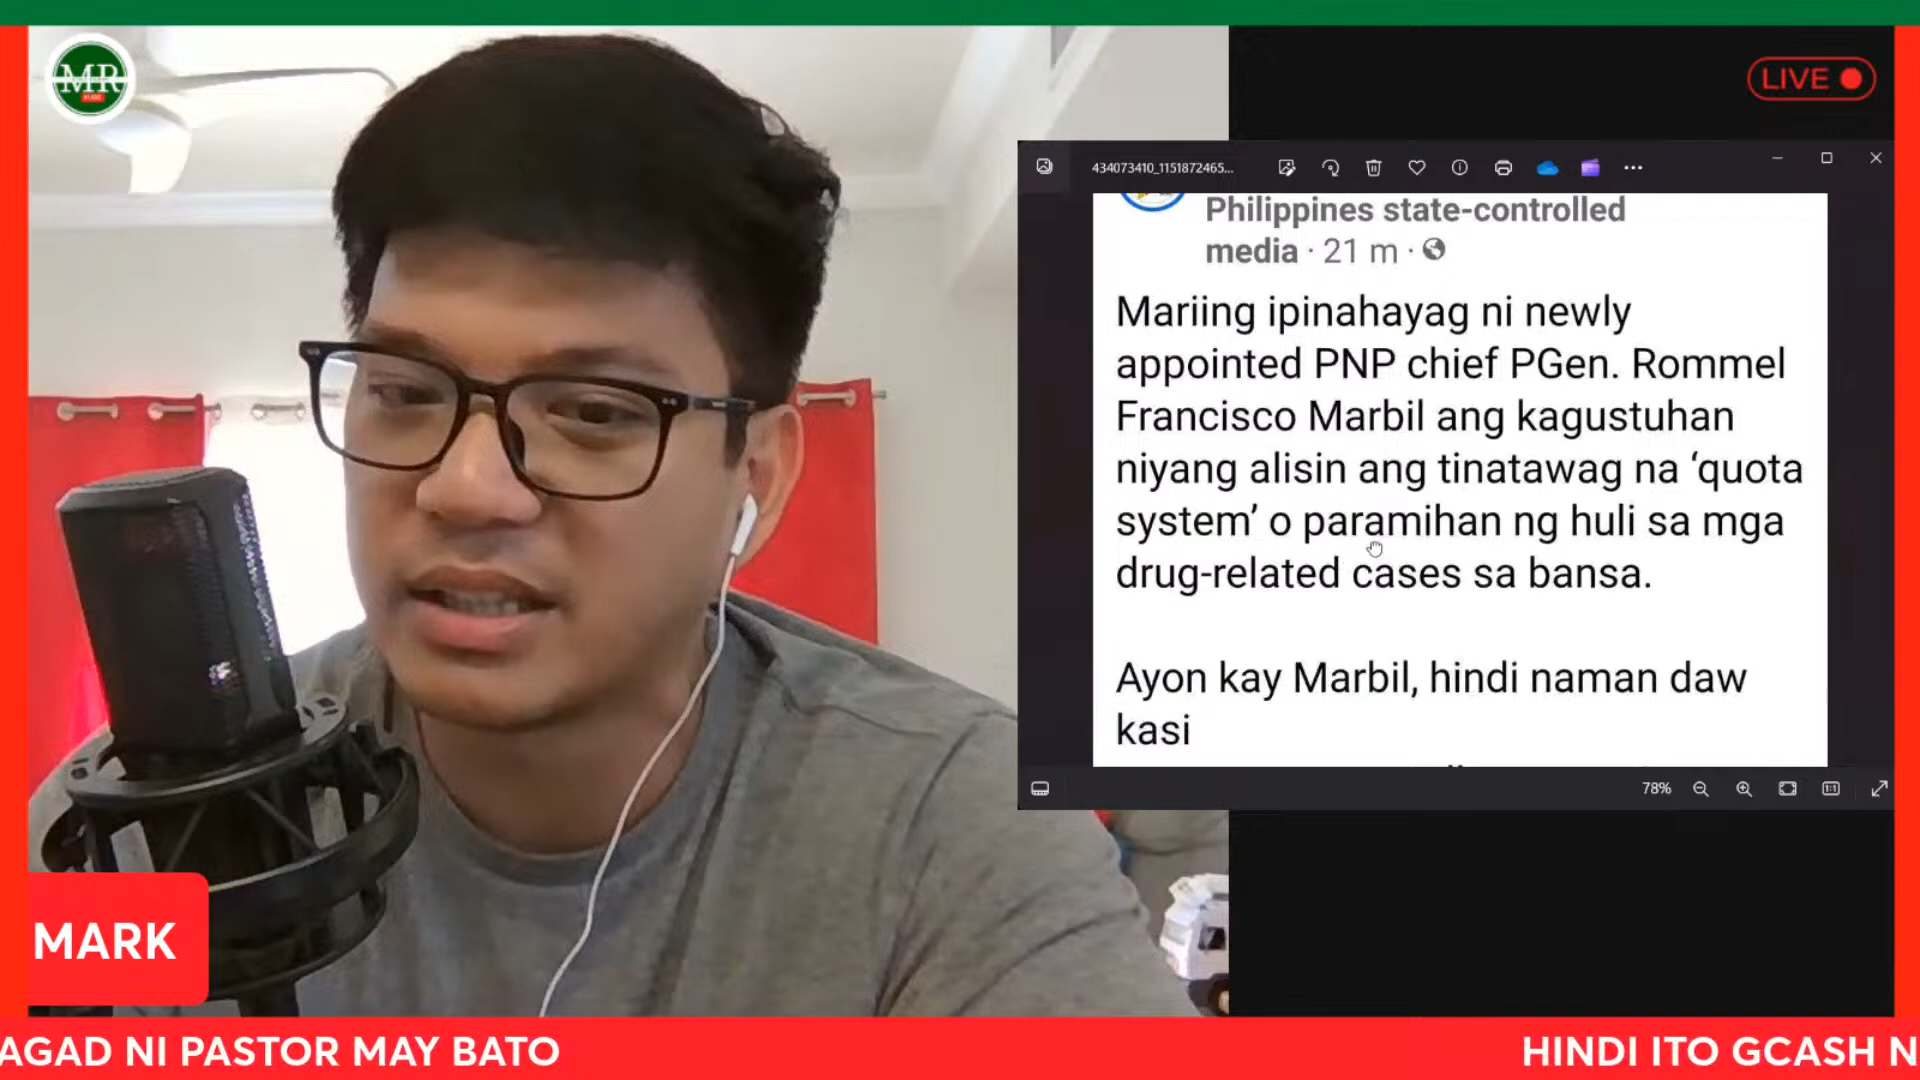 MR
LIVE
434073410_1151872465...
Philippines state-controlled
media · 21 m ·
Mariing ipinahayag ni newly
appointed PNP chief PGen. Rommel
Francisco Marbil ang kagustuhan
niyang alisin ang tinatawag na ‘quota
system’ o paramihan ng huli sa mga
drug-related cases sa bansa.
Ayon kay Marbil, hindi naman daw
kasi
78%
1:1
MARK
AGAD NI PASTOR MAY BATO
HINDI ITO GCASH N